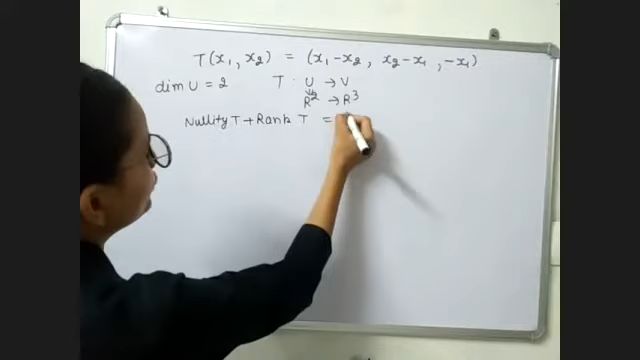 T(x₁, x₂) = (x₁-x₂, x₂-x₁, -x₁)
dim U = 2 T : U → V
R² → R³
Nullity T + Rank T =